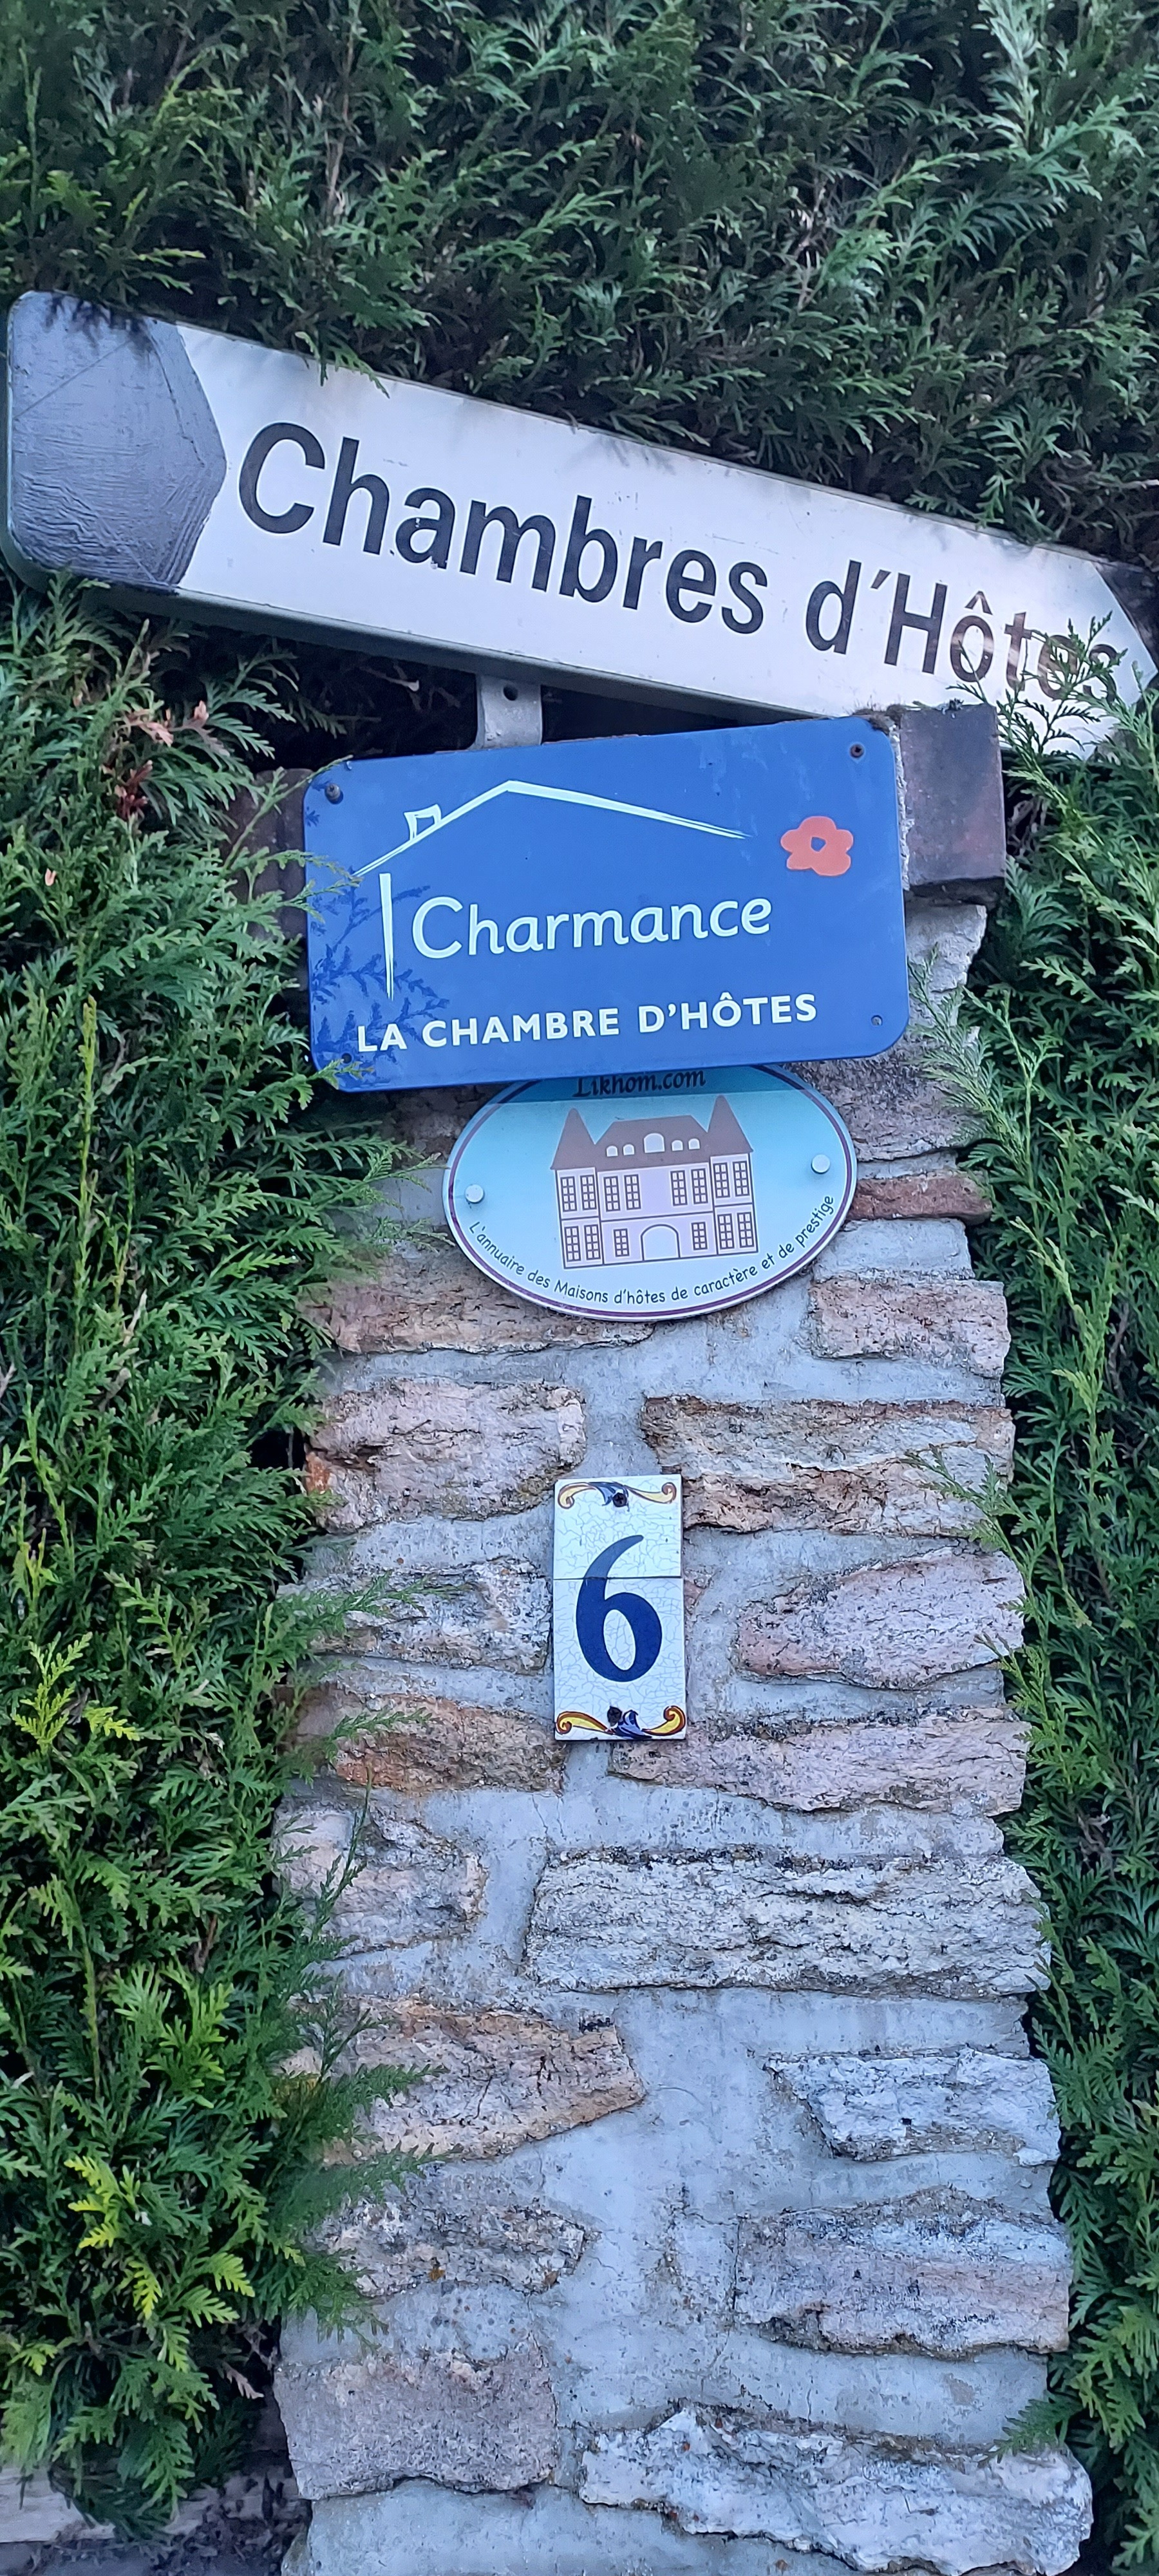 Chambres d'Hôtes
Charmance
LA CHAMBRE D'HÔTES
Likhom.com
L'annuaire des Maisons d'hôtes de caractère et de prestige
6